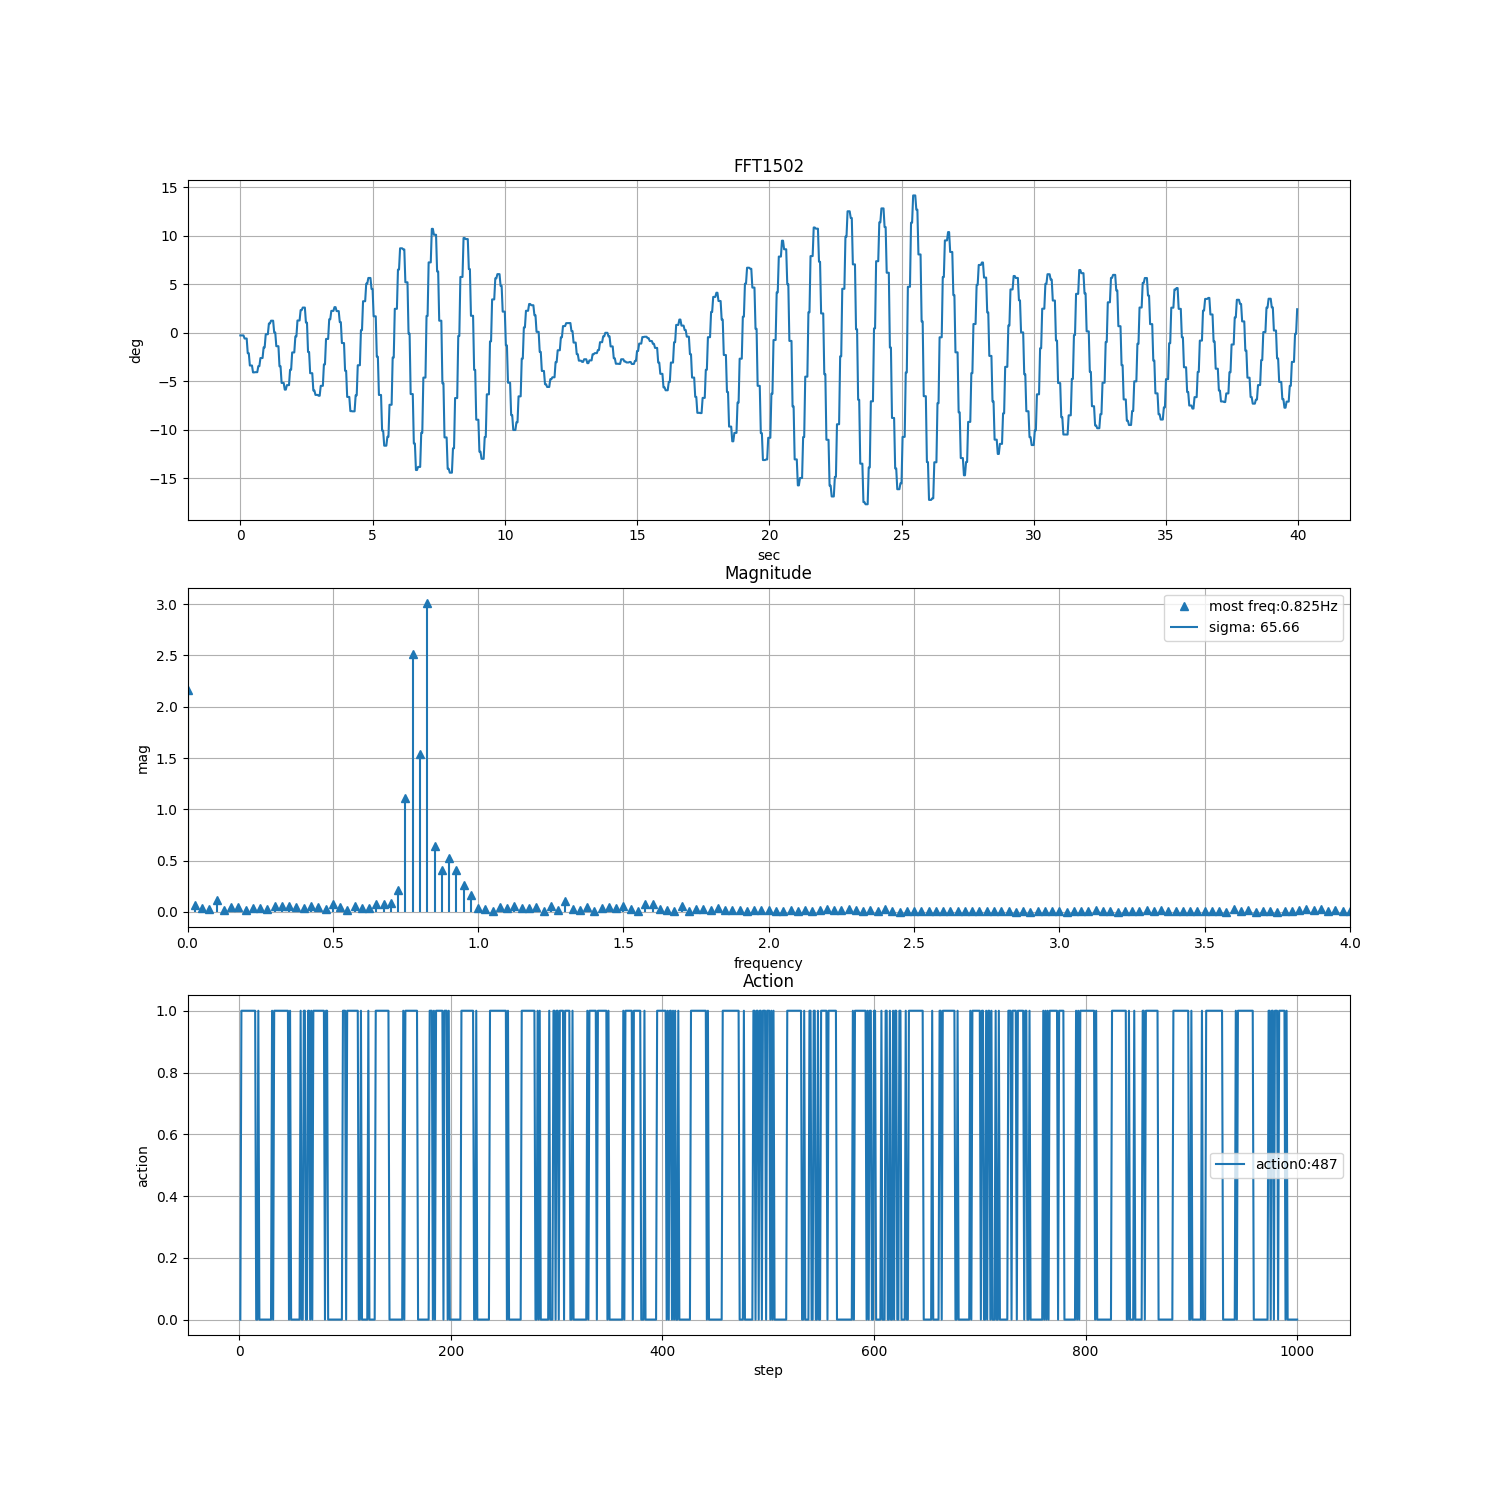 FFT1502
15
10
5
0
−5
−10
−15
deg
0 5 10 15 20 25 30 35 40
sec
Magnitude
3.0
2.5
2.0
1.5
1.0
0.5
0.0
mag
most freq:0.825Hz
sigma: 65.66
0.0 0.5 1.0 1.5 2.0 2.5 3.0 3.5 4.0
frequency
Action
1.0
0.8
0.6
0.4
0.2
0.0
action
action0:487
0 200 400 600 800 1000
step